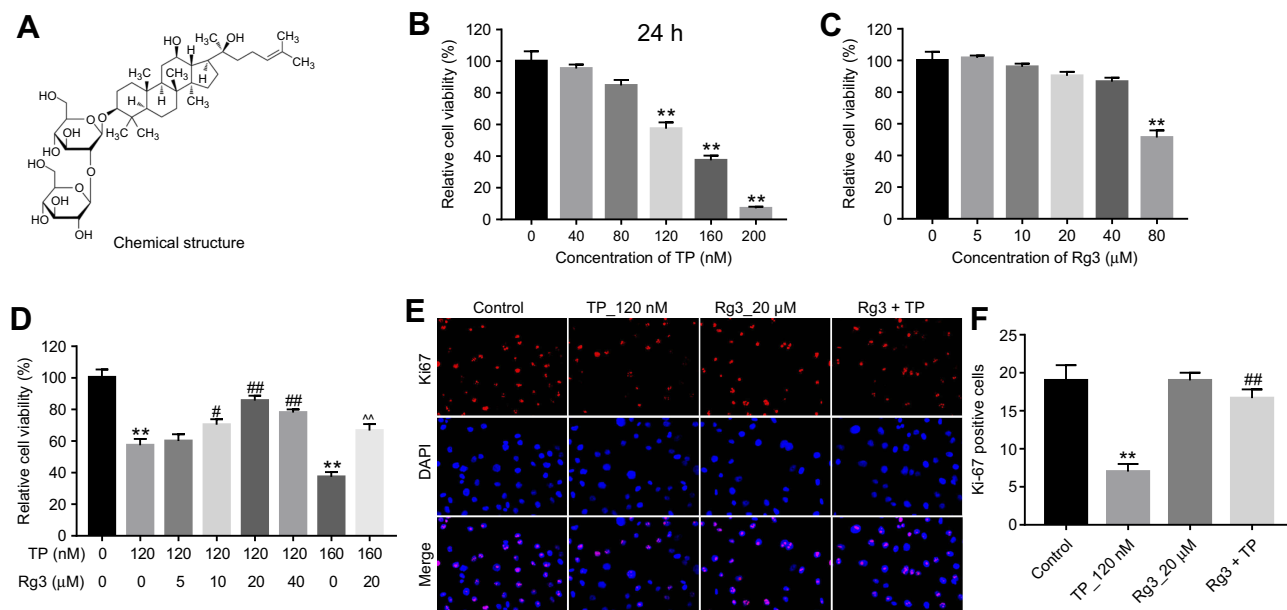 A
HO
H₃C
OH
CH₃
CH₃
H
H₃C
CH₃
H
H
CH₃
HO
H
O
H₃C
CH₃
O
OH
HO
HO
O
HO
O
OH
HO
OH
Chemical structure
B
24 h
Relative cell viability (%)
120
100
80
60
40
20
0
**
**
**
0 40 80 120 160 200
Concentration of TP (nM)
C
Relative cell viability (%)
120
100
80
60
40
20
0
**
0 5 10 20 40 80
Concentration of Rg3 (μM)
D
Relative cell viability (%)
120
100
80
60
40
20
0
**
#
##
##
**
^^
TP (nM) 0 120 120 120 120 120 160 160
Rg3 (μM) 0 0 5 10 20 40 0 20
E
Control TP_120 nM Rg3_20 μM Rg3 + TP
Ki67
DAPI
Merge
F
Ki-67 positive cells
25
20
15
10
5
0
**
##
Control
TP_120 nM
Rg3_20 μM
Rg3 + TP